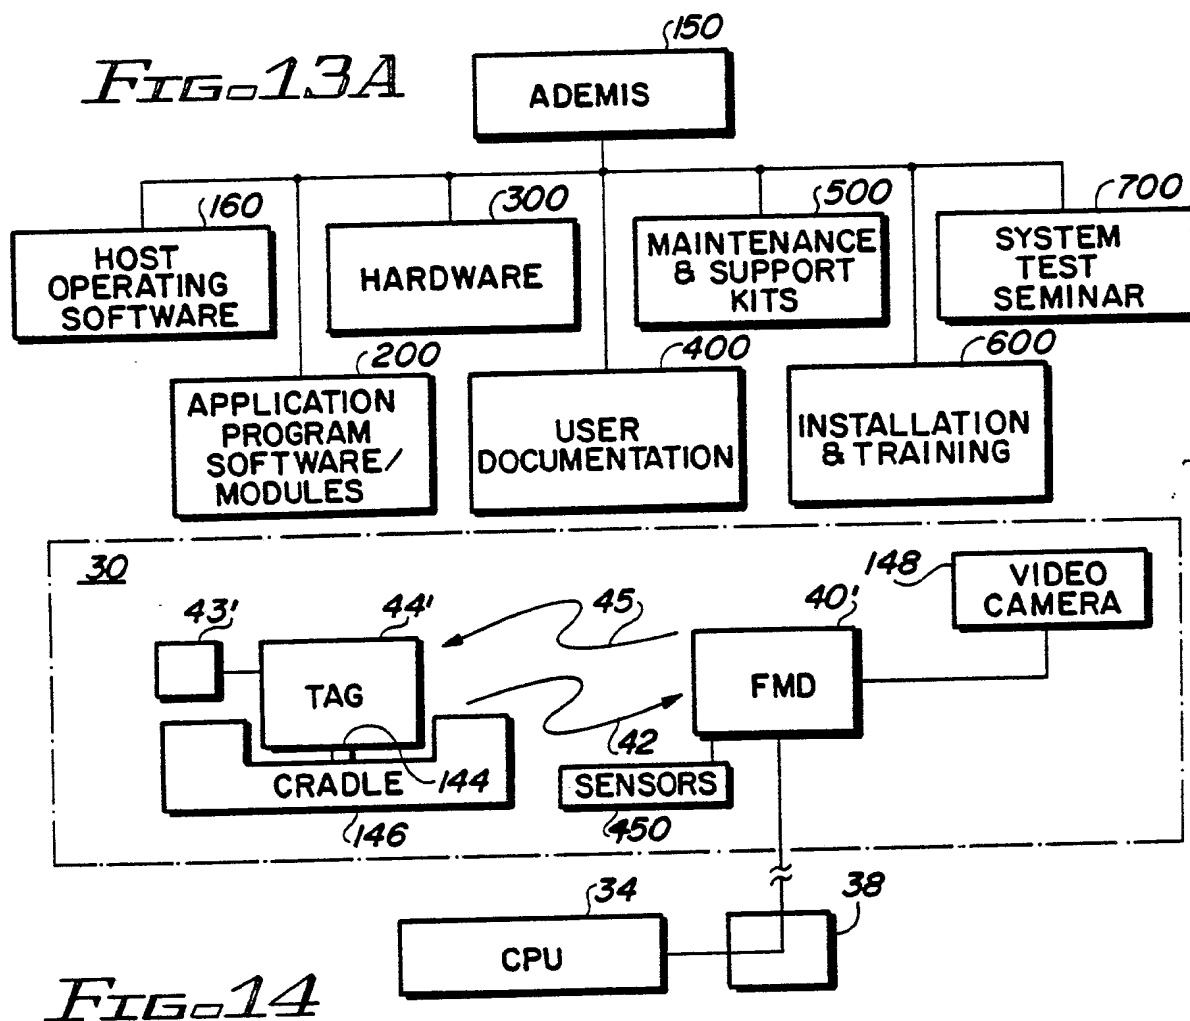 FIG. 13A
150
ADEMIS
160
HOST
OPERATING
SOFTWARE
300
HARDWARE
500
MAINTENANCE
& SUPPORT
KITS
700
SYSTEM
TEST
SEMINAR
200
APPLICATION
PROGRAM
SOFTWARE/
MODULES
400
USER
DOCUMENTATION
600
INSTALLATION
& TRAINING
30
43'
44'
TAG
45
42
40'
FMD
148
VIDEO
CAMERA
CRADLE
144
146
SENSORS
450
34
CPU
38
FIG. 14